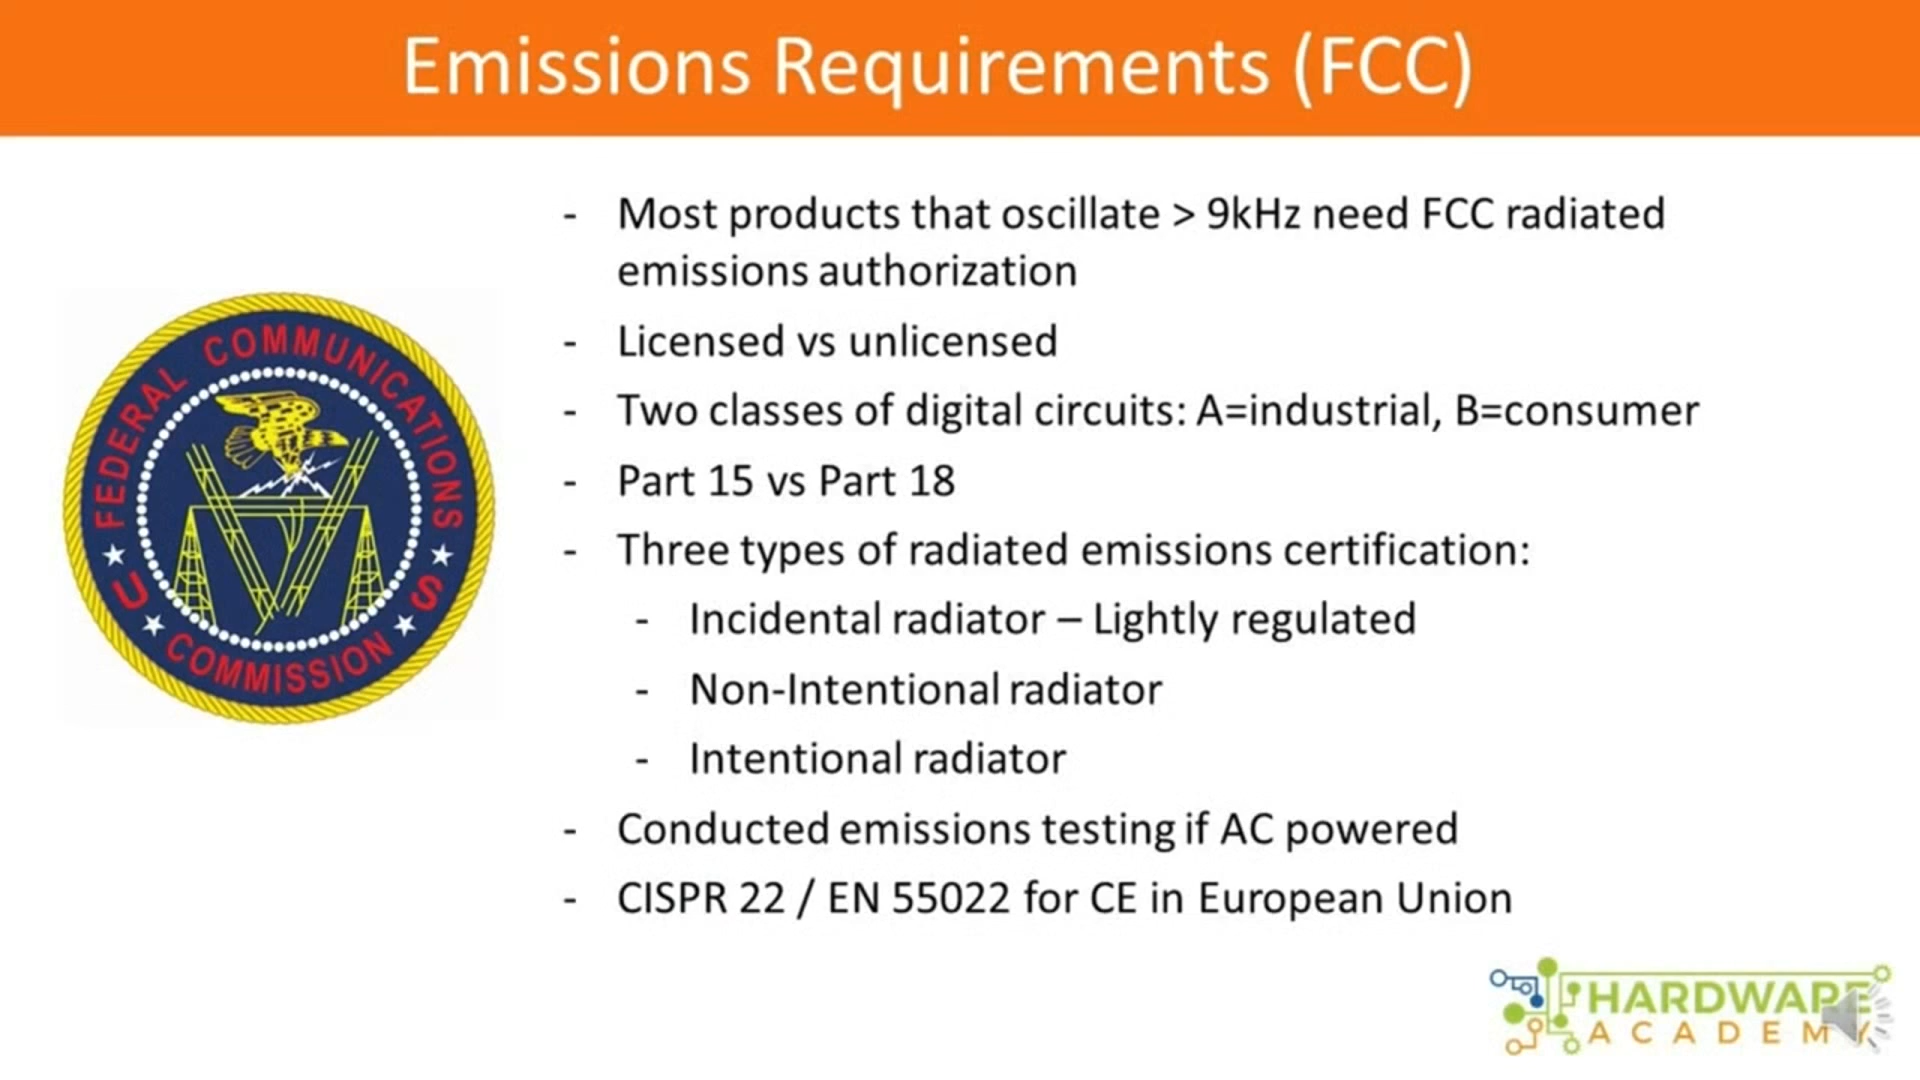 Emissions Requirements (FCC)
- Most products that oscillate > 9kHz need FCC radiated
emissions authorization
- Licensed vs unlicensed
- Two classes of digital circuits: A=industrial, B=consumer
- Part 15 vs Part 18
- Three types of radiated emissions certification:
- Incidental radiator – Lightly regulated
- Non-Intentional radiator
- Intentional radiator
- Conducted emissions testing if AC powered
- CISPR 22 / EN 55022 for CE in European Union
FEDERAL COMMUNICATIONS
COMMISSION
U S
HARDWARE
ACADEMY